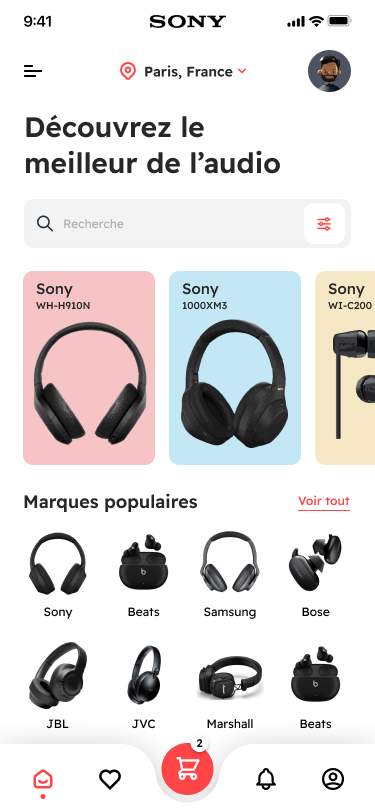 9:41
SONY
Paris, France
Découvrez le
meilleur de l’audio
Recherche
Sony
WH-H910N
Sony
1000XM3
Sony
WI-C200
Marques populaires
Voir tout
Sony
Beats
Samsung
Bose
JBL
JVC
Marshall
Beats
2